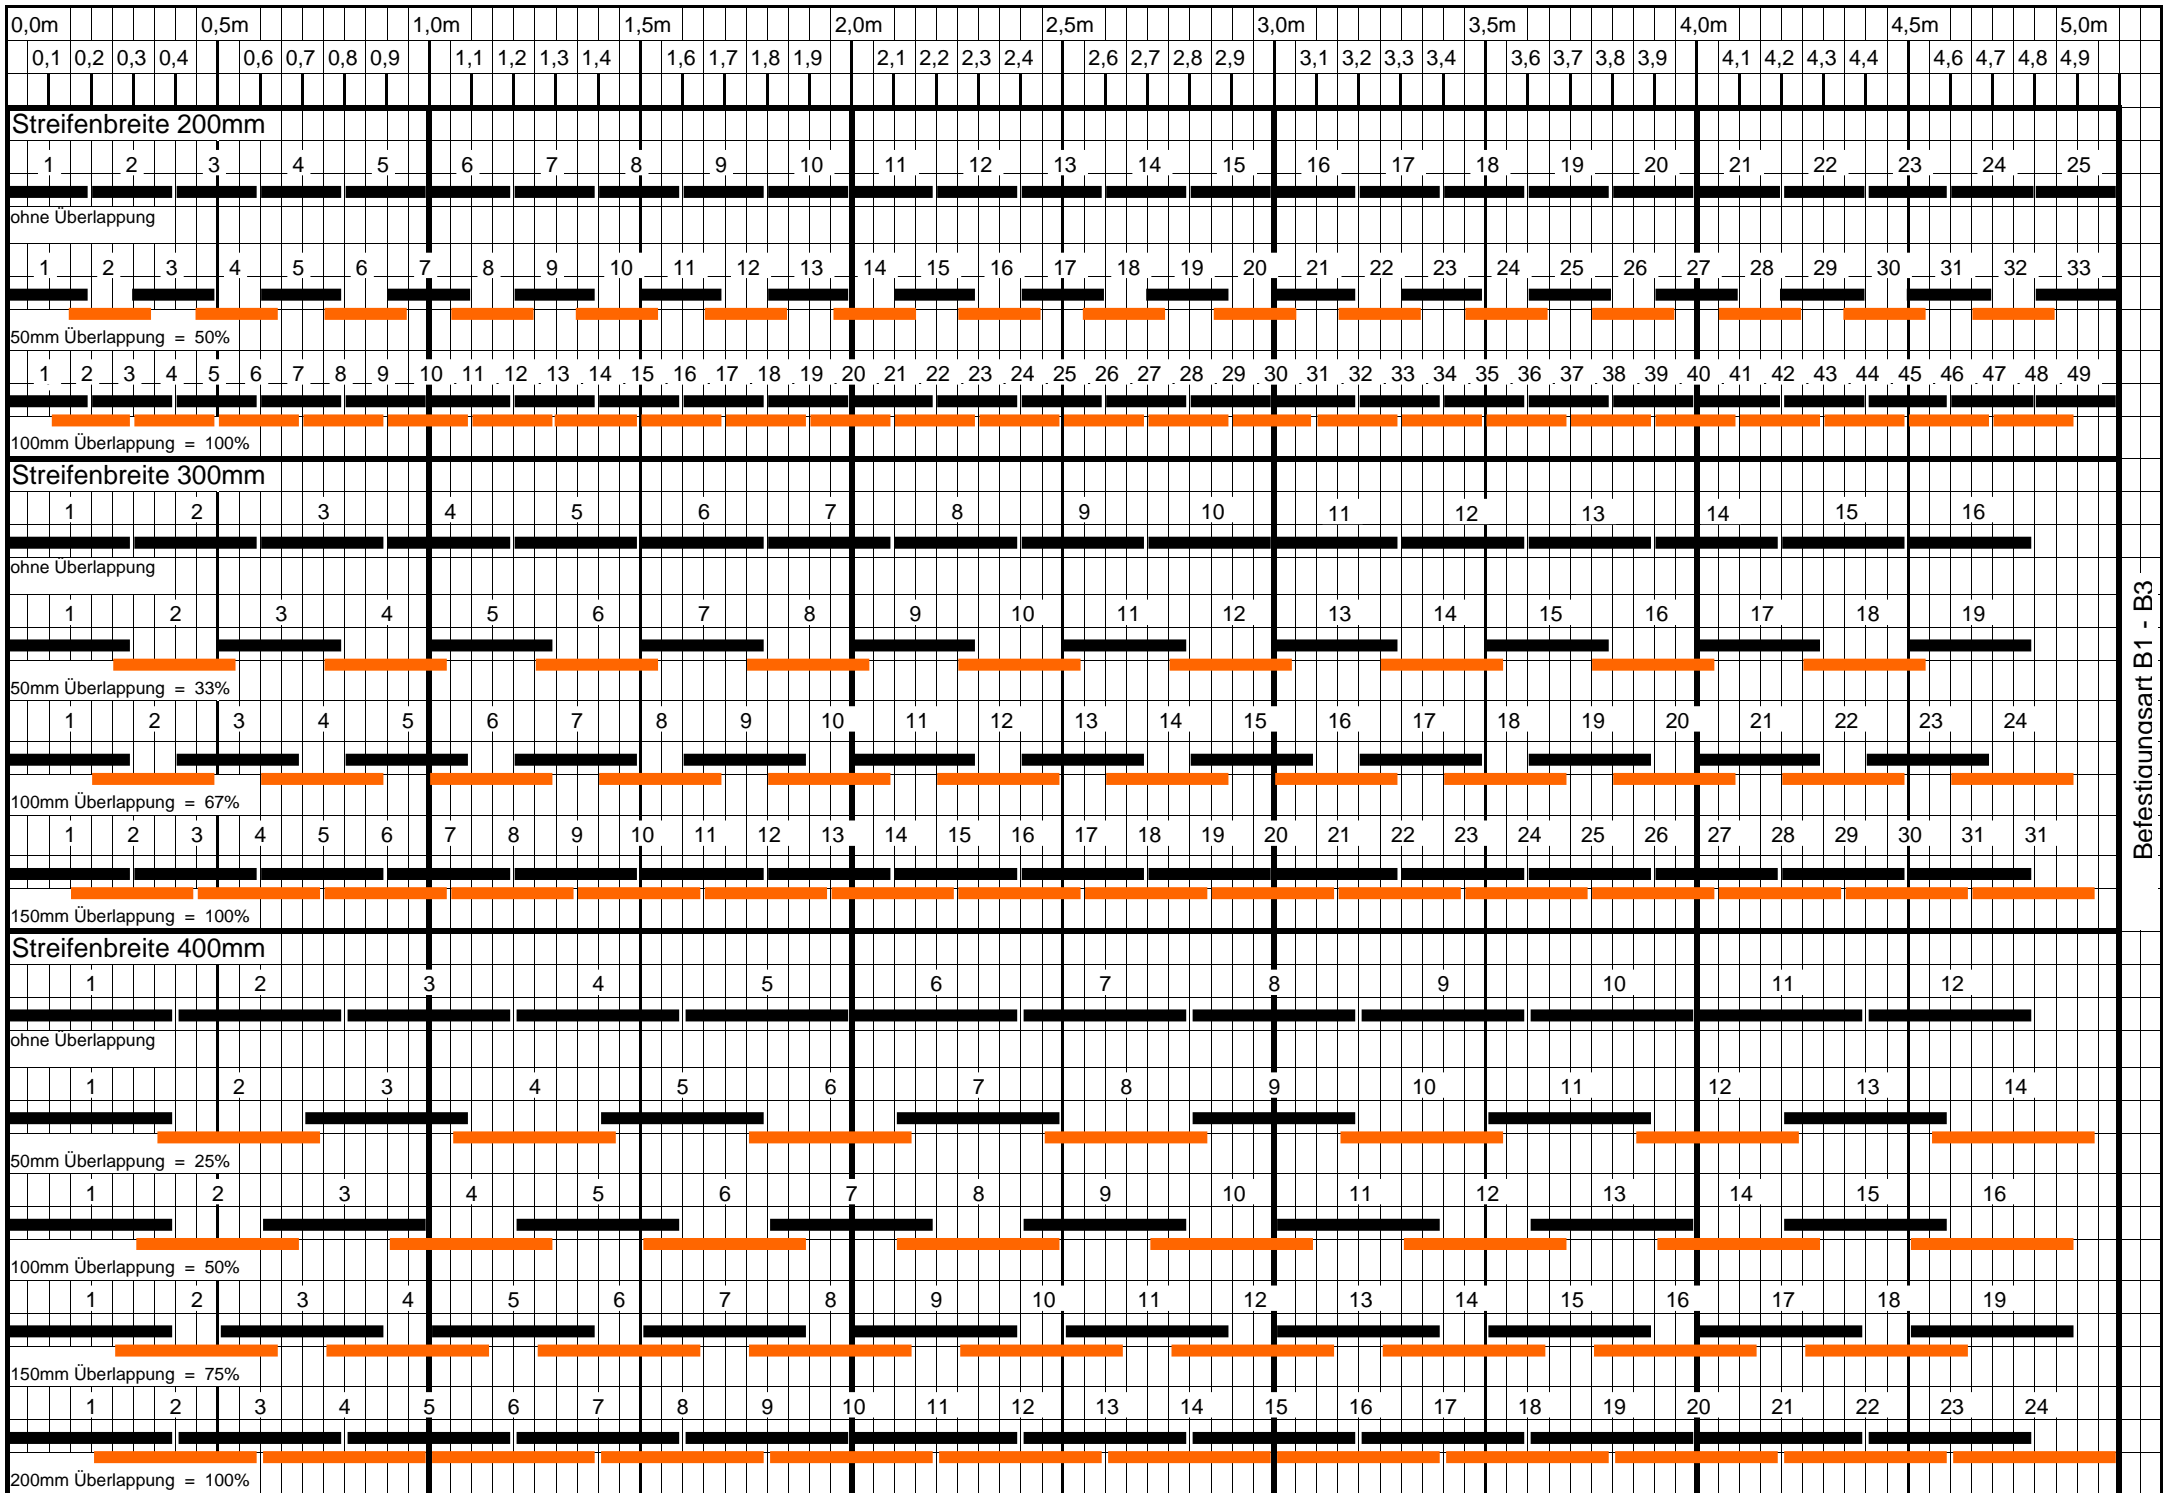 0,0m 0,5m 1,0m 1,5m 2,0m 2,5m 3,0m 3,5m 4,0m 4,5m 5,0m
0,1 0,2 0,3 0,4 0,6 0,7 0,8 0,9 1,1 1,2 1,3 1,4 1,6 1,7 1,8 1,9 2,1 2,2 2,3 2,4 2,6 2,7 2,8 2,9 3,1 3,2 3,3 3,4 3,6 3,7 3,8 3,9 4,1 4,2 4,3 4,4 4,6 4,7 4,8 4,9
Streifenbreite 200mm
1 2 3 4 5 6 7 8 9 10 11 12 13 14 15 16 17 18 19 20 21 22 23 24 25
ohne Überlappung
1 2 3 4 5 6 7 8 9 10 11 12 13 14 15 16 17 18 19 20 21 22 23 24 25 26 27 28 29 30 31 32 33
50mm Überlappung = 50%
1 2 3 4 5 6 7 8 9 10 11 12 13 14 15 16 17 18 19 20 21 22 23 24 25 26 27 28 29 30 31 32 33 34 35 36 37 38 39 40 41 42 43 44 45 46 47 48 49
100mm Überlappung = 100%
Streifenbreite 300mm
1 2 3 4 5 6 7 8 9 10 11 12 13 14 15 16
ohne Überlappung
1 2 3 4 5 6 7 8 9 10 11 12 13 14 15 16 17 18 19
50mm Überlappung = 33%
1 2 3 4 5 6 7 8 9 10 11 12 13 14 15 16 17 18 19 20 21 22 23 24
100mm Überlappung = 67%
1 2 3 4 5 6 7 8 9 10 11 12 13 14 15 16 17 18 19 20 21 22 23 24 25 26 27 28 29 30 31 31
150mm Überlappung = 100%
Streifenbreite 400mm
1 2 3 4 5 6 7 8 9 10 11 12
ohne Überlappung
1 2 3 4 5 6 7 8 9 10 11 12 13 14
50mm Überlappung = 25%
1 2 3 4 5 6 7 8 9 10 11 12 13 14 15 16
100mm Überlappung = 50%
1 2 3 4 5 6 7 8 9 10 11 12 13 14 15 16 17 18 19
150mm Überlappung = 75%
1 2 3 4 5 6 7 8 9 10 11 12 13 14 15 16 17 18 19 20 21 22 23 24
200mm Überlappung = 100%
Befestigungsart B1 - B3